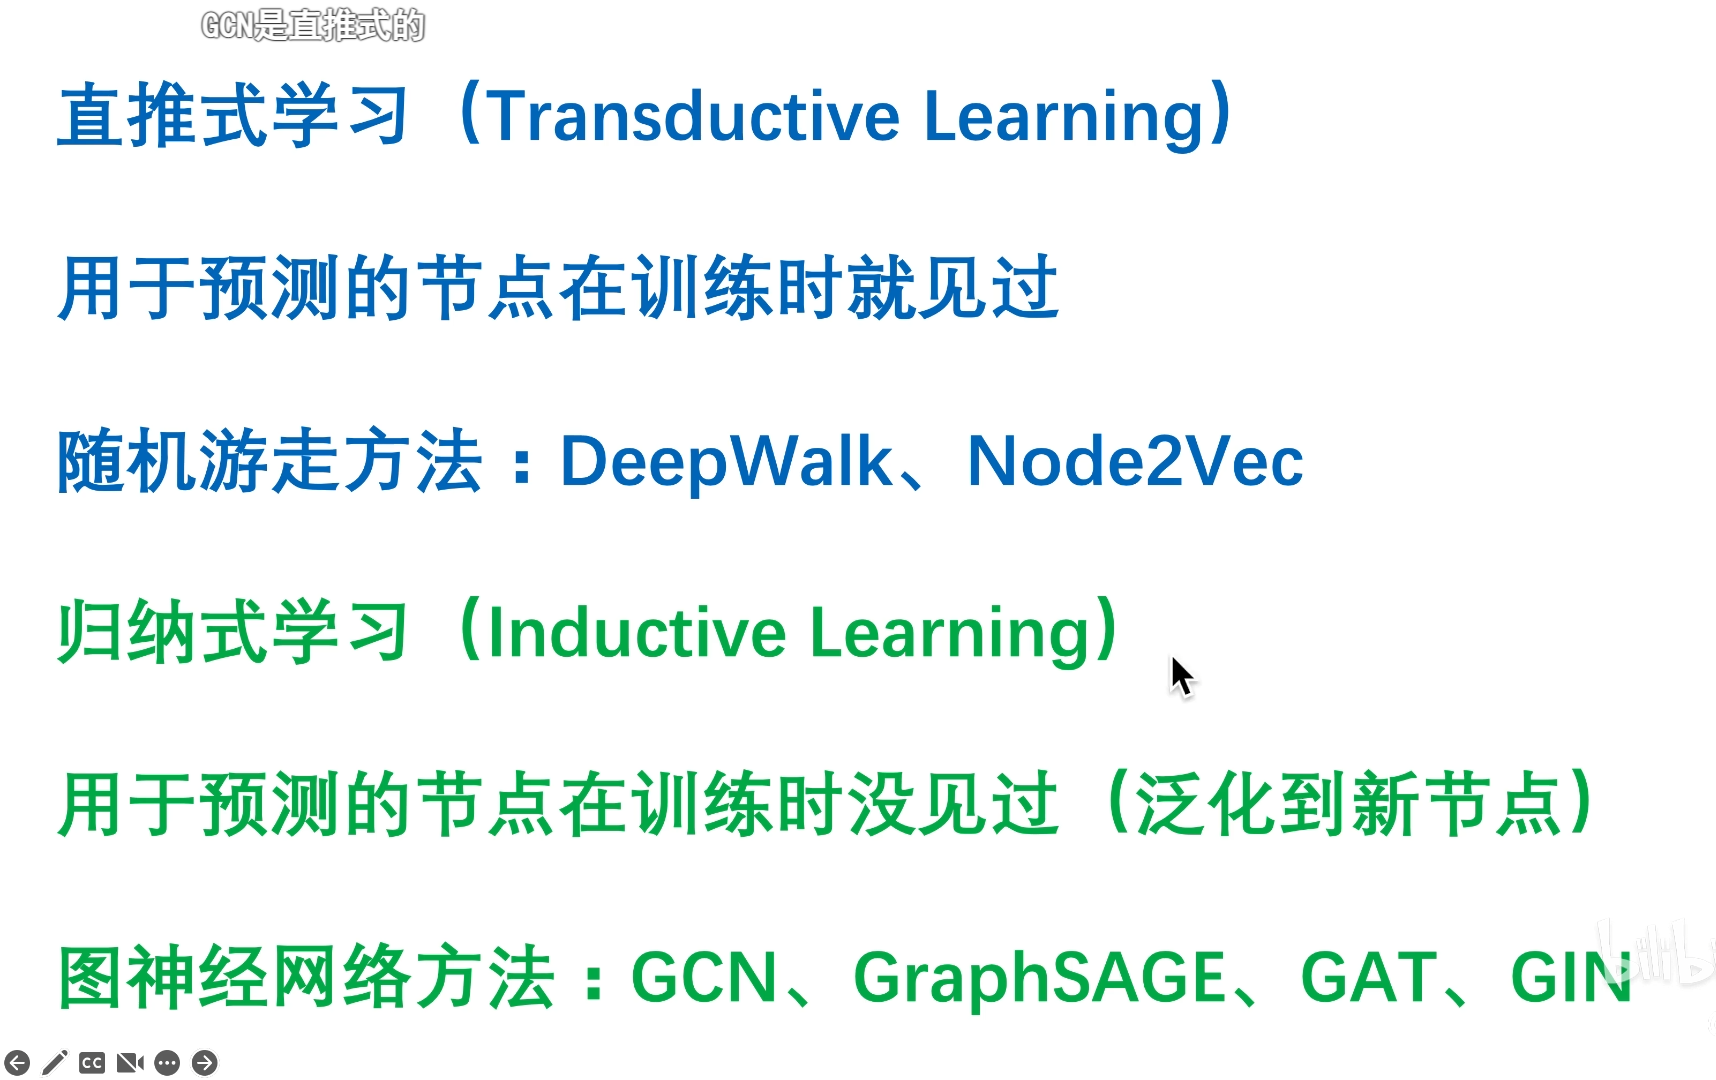 GCN是直推式的
直推式学习（Transductive Learning）
用于预测的节点在训练时就见过
随机游走方法：DeepWalk、Node2Vec
归纳式学习（Inductive Learning）
用于预测的节点在训练时没见过（泛化到新节点）
图神经网络方法：GCN、GraphSAGE、GAT、GIN
bilibili
CC